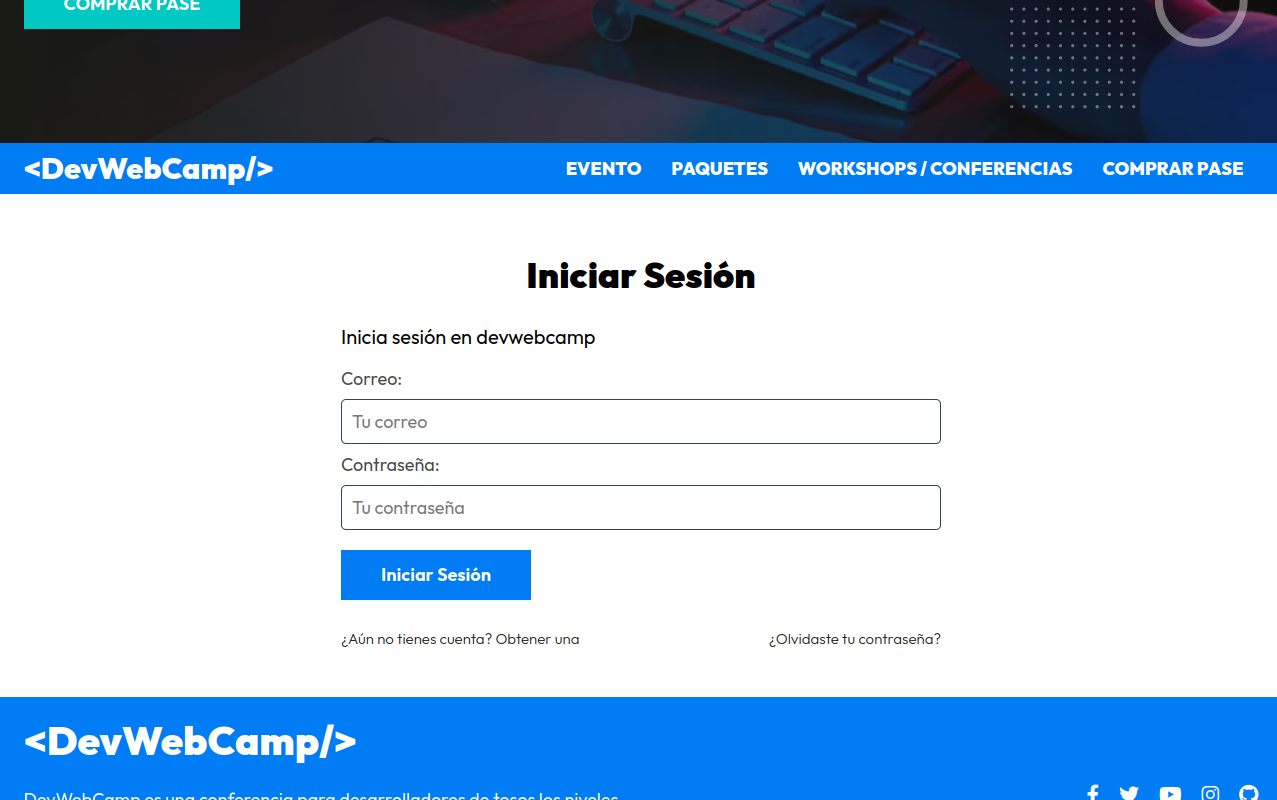 COMPRAR PASE
<DevWebCamp/>
EVENTO PAQUETES WORKSHOPS / CONFERENCIAS COMPRAR PASE
Iniciar Sesión
Inicia sesión en devwebcamp
Correo:
Tu correo
Contraseña:
Tu contraseña
Iniciar Sesión
¿Aún no tienes cuenta? Obtener una ¿Olvidaste tu contraseña?
<DevWebCamp/>
DevWebCamp es una conferencia para desarrolladores de tosos los niveles